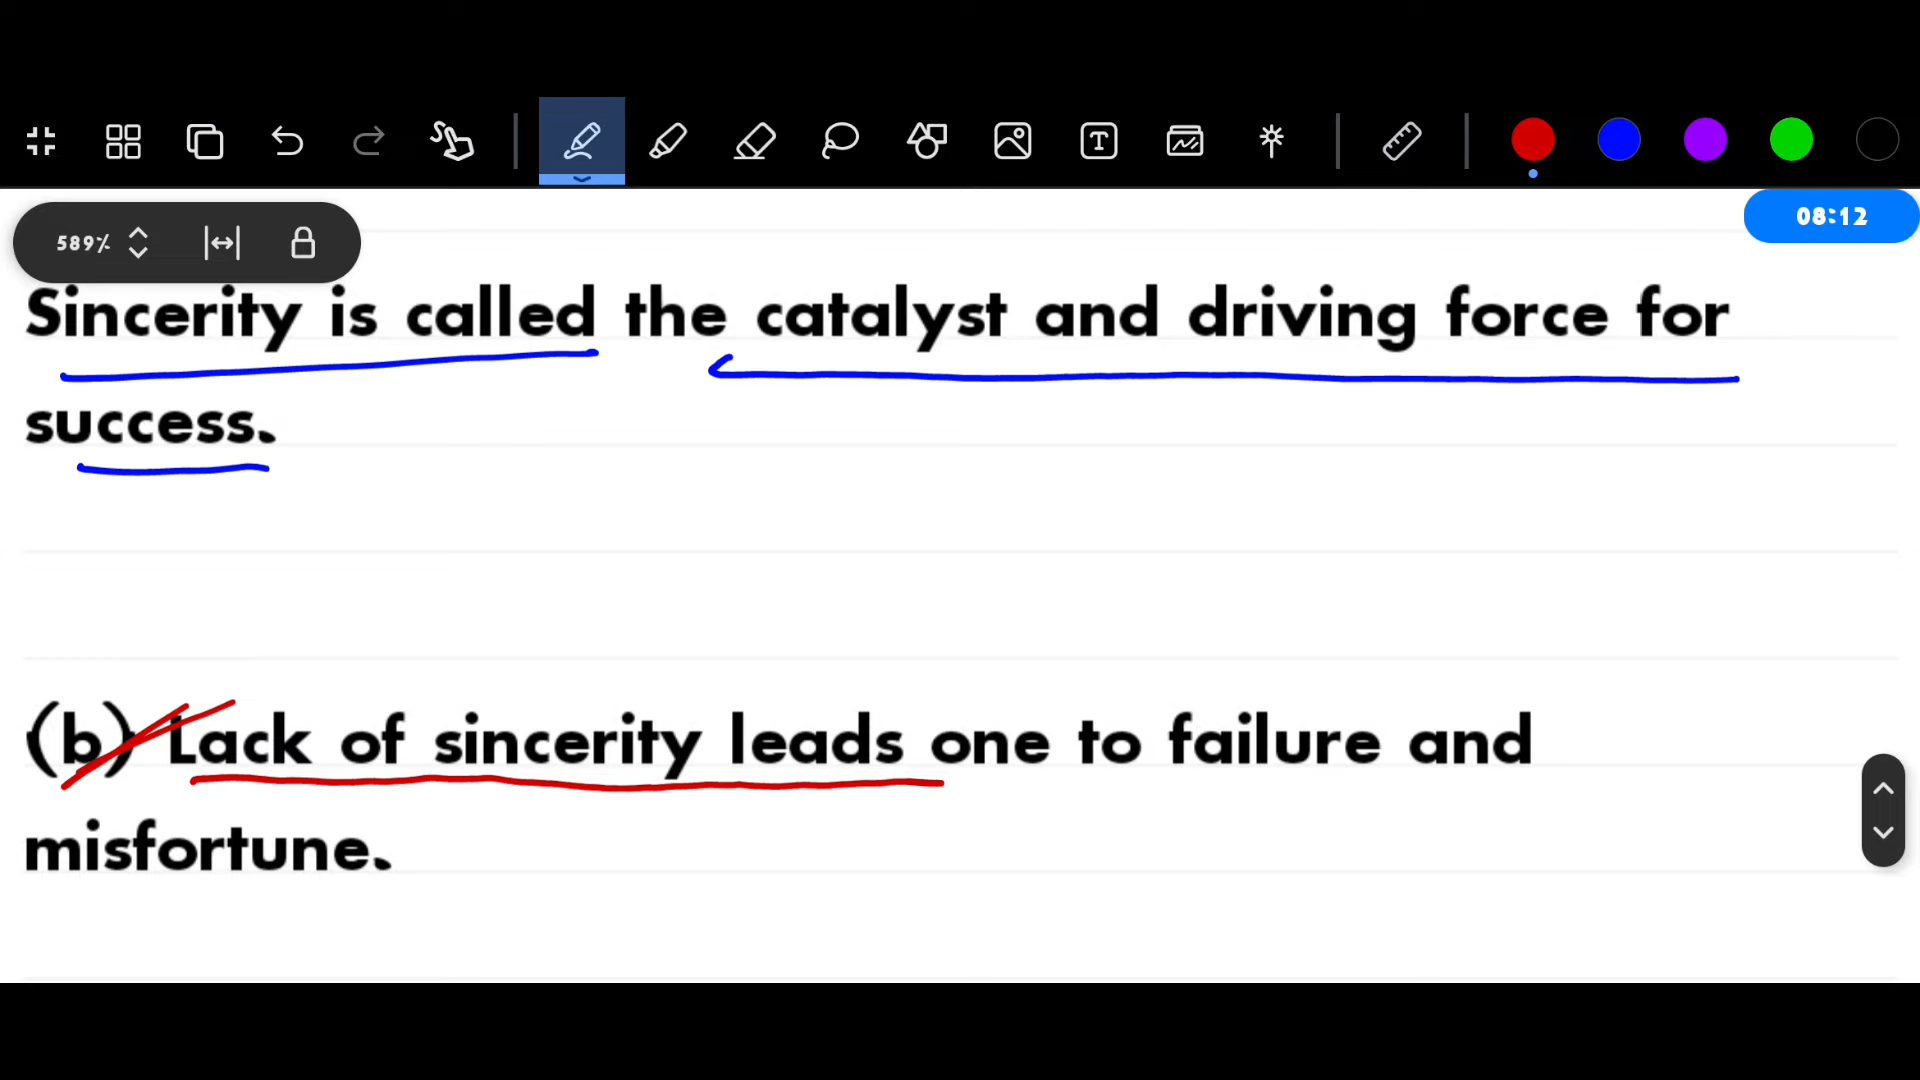 589%
08:12
Sincerity is called the catalyst and driving force for
success.
(b) Lack of sincerity leads one to failure and
misfortune.